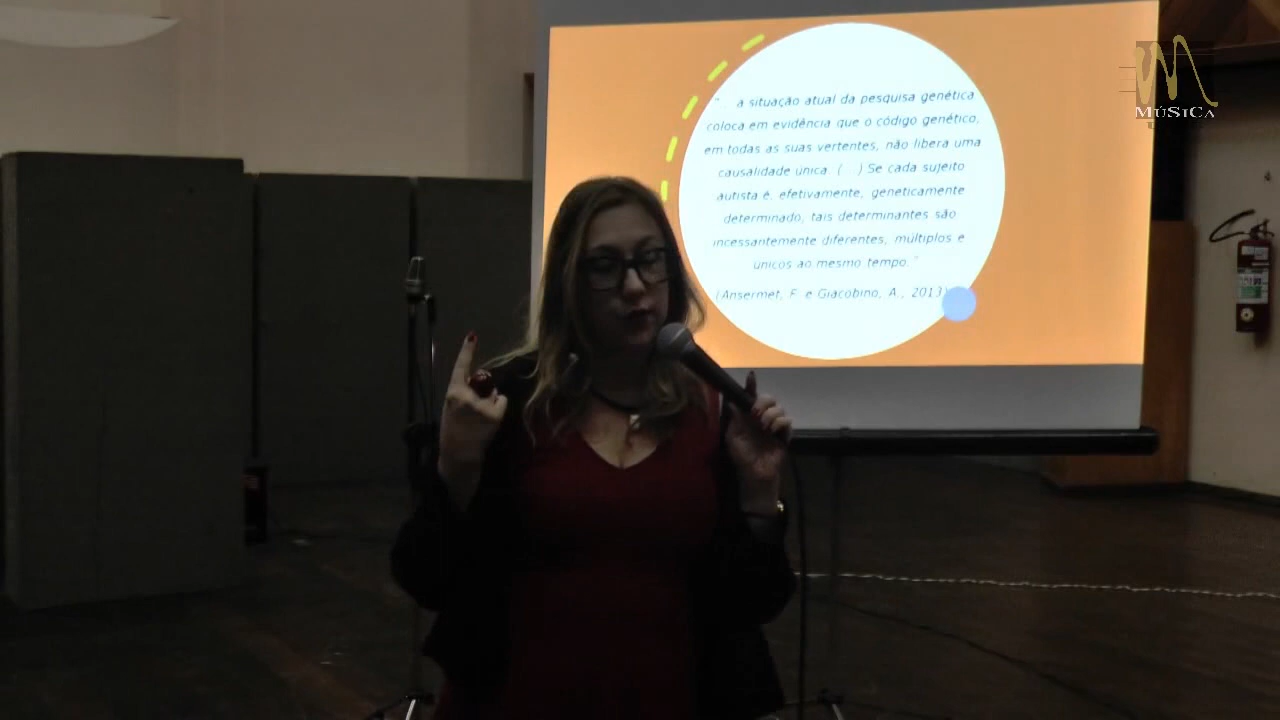 "... a situação atual da pesquisa genética
coloca em evidência que o código genético,
em todas as suas vertentes, não libera uma
causalidade única. (...) Se cada sujeito
autista é, efetivamente, geneticamente
determinado, tais determinantes são
incessantemente diferentes, múltiplos e
únicos ao mesmo tempo."
(Ansermet, F. e Giacobino, A., 2013)
MÚSICA